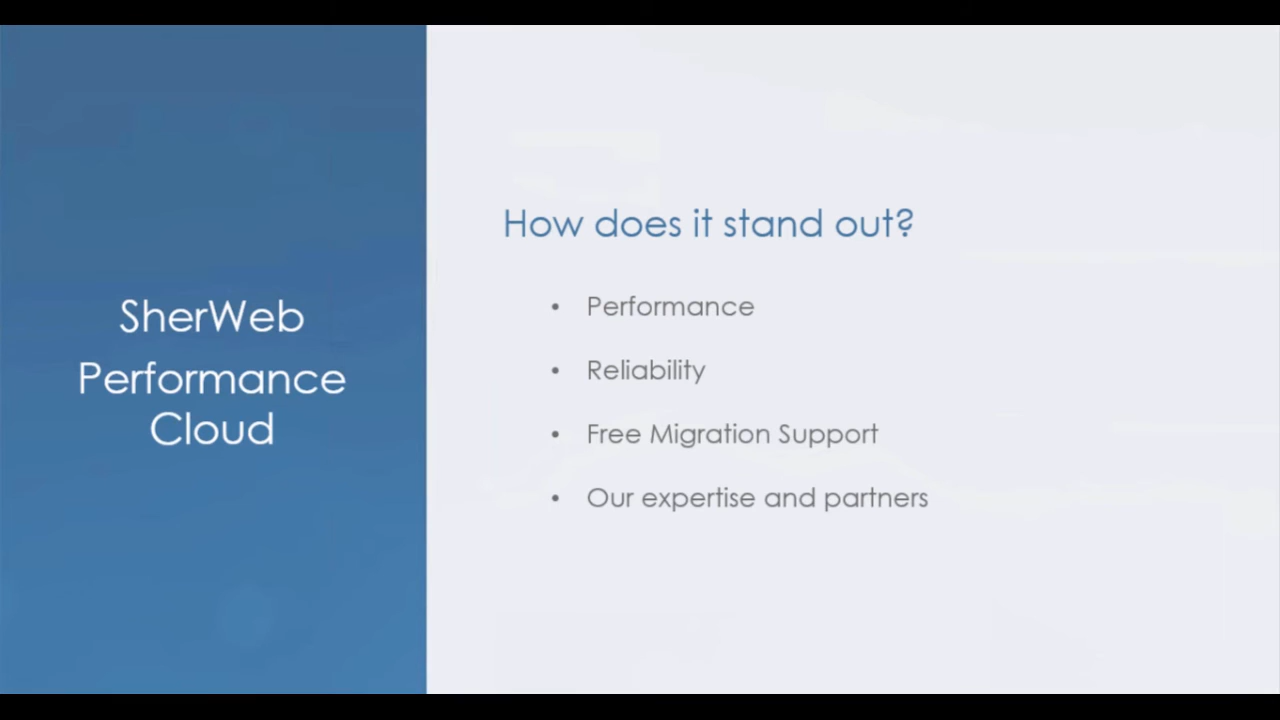 SherWeb
Performance
Cloud
How does it stand out?
• Performance
• Reliability
• Free Migration Support
• Our expertise and partners